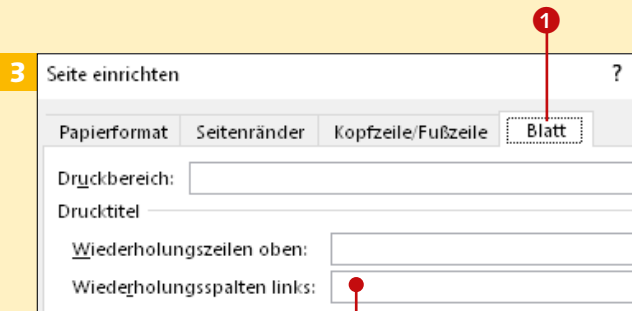 1
3 Seite einrichten ?
Papierformat Seitenränder Kopfzeile/Fußzeile Blatt
Druckbereich:
Drucktitel
Wiederholungszeilen oben:
Wiederholungsspalten links: